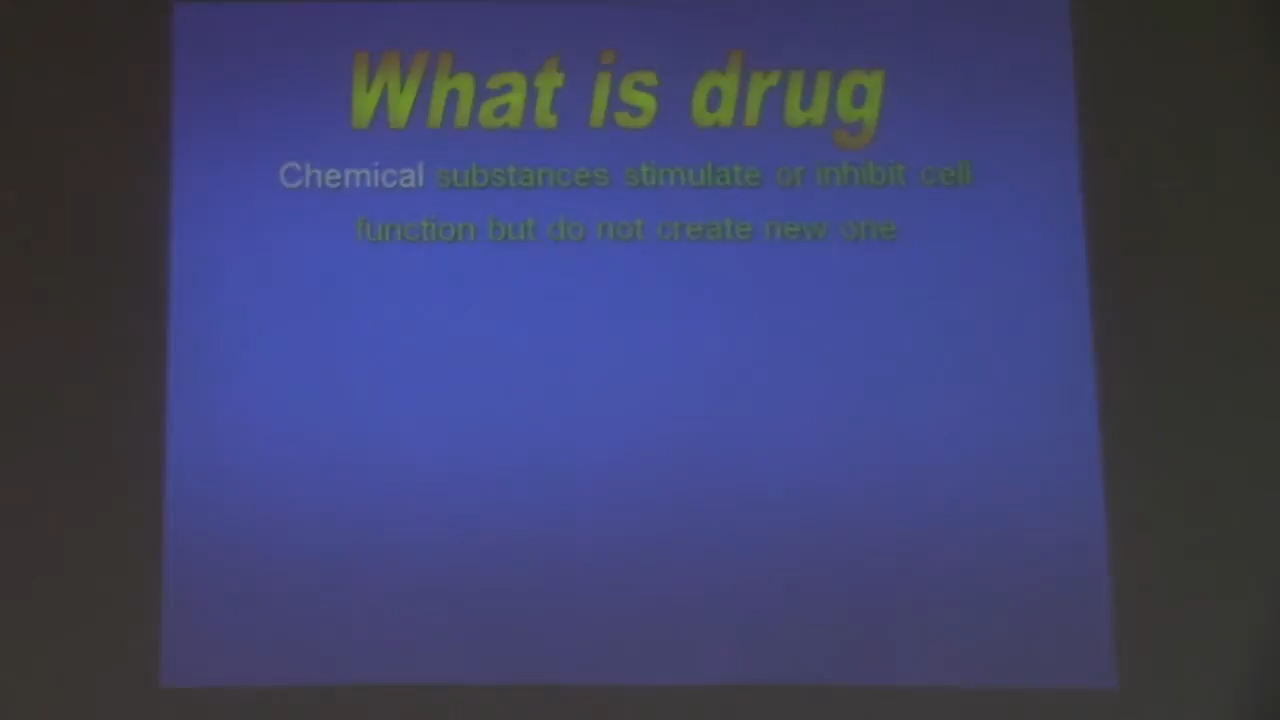 What is drug
Chemical substances stimulate or inhibit cell
function but do not create new one